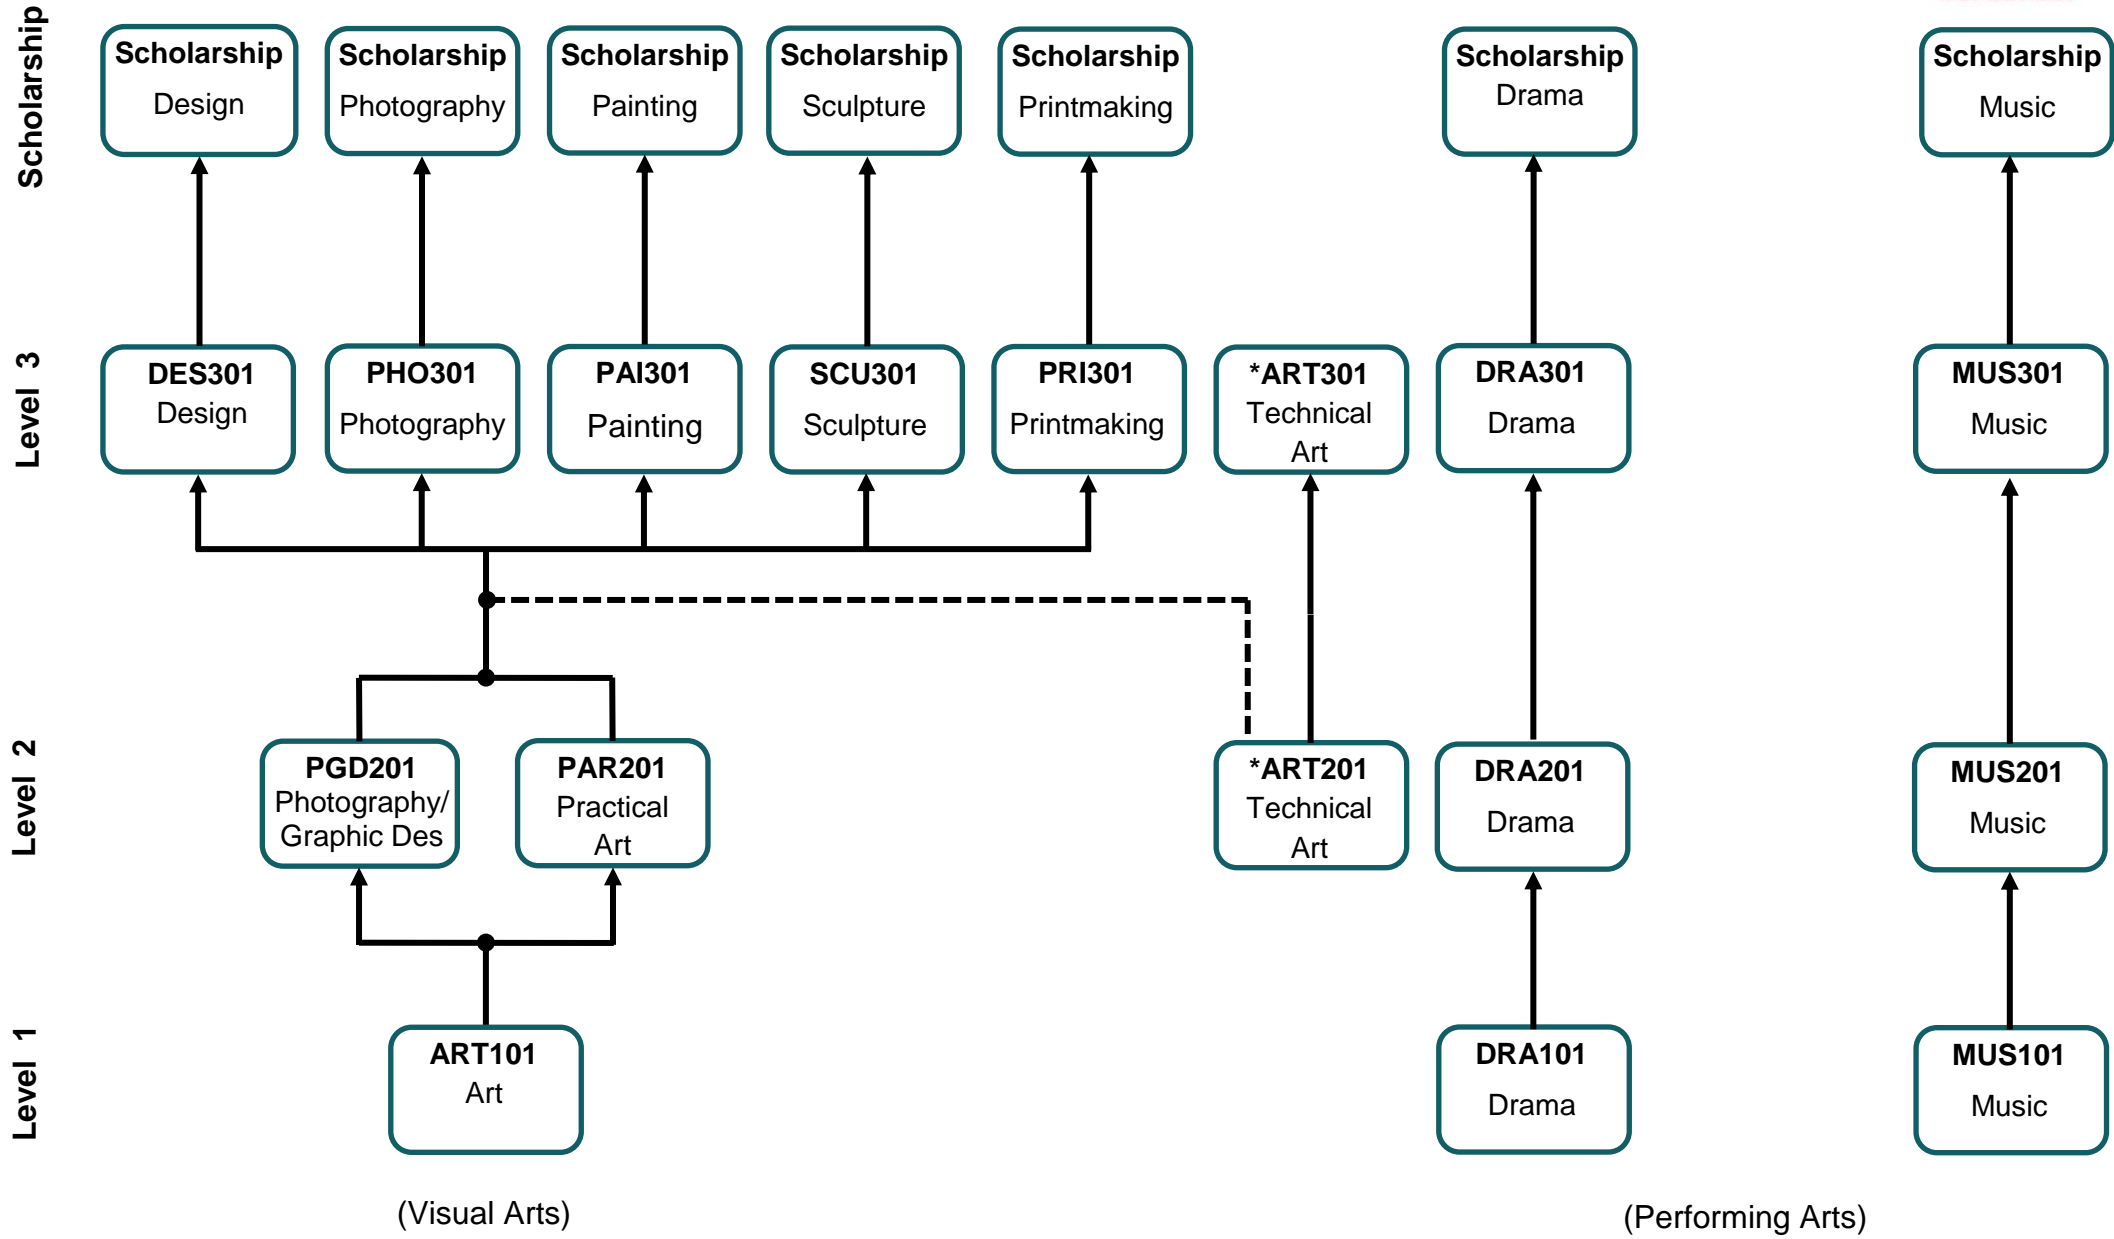 Scholarship
Scholarship
Design
Scholarship
Photography
Scholarship
Painting
Scholarship
Sculpture
Scholarship
Printmaking
Scholarship
Drama
Scholarship
Music
Level 3
DES301
Design
PHO301
Photography
PAI301
Painting
SCU301
Sculpture
PRI301
Printmaking
*ART301
Technical
Art
DRA301
Drama
MUS301
Music
Level 2
PGD201
Photography/
Graphic Des
PAR201
Practical
Art
*ART201
Technical
Art
DRA201
Drama
MUS201
Music
Level 1
ART101
Art
DRA101
Drama
MUS101
Music
(Visual Arts)
(Performing Arts)